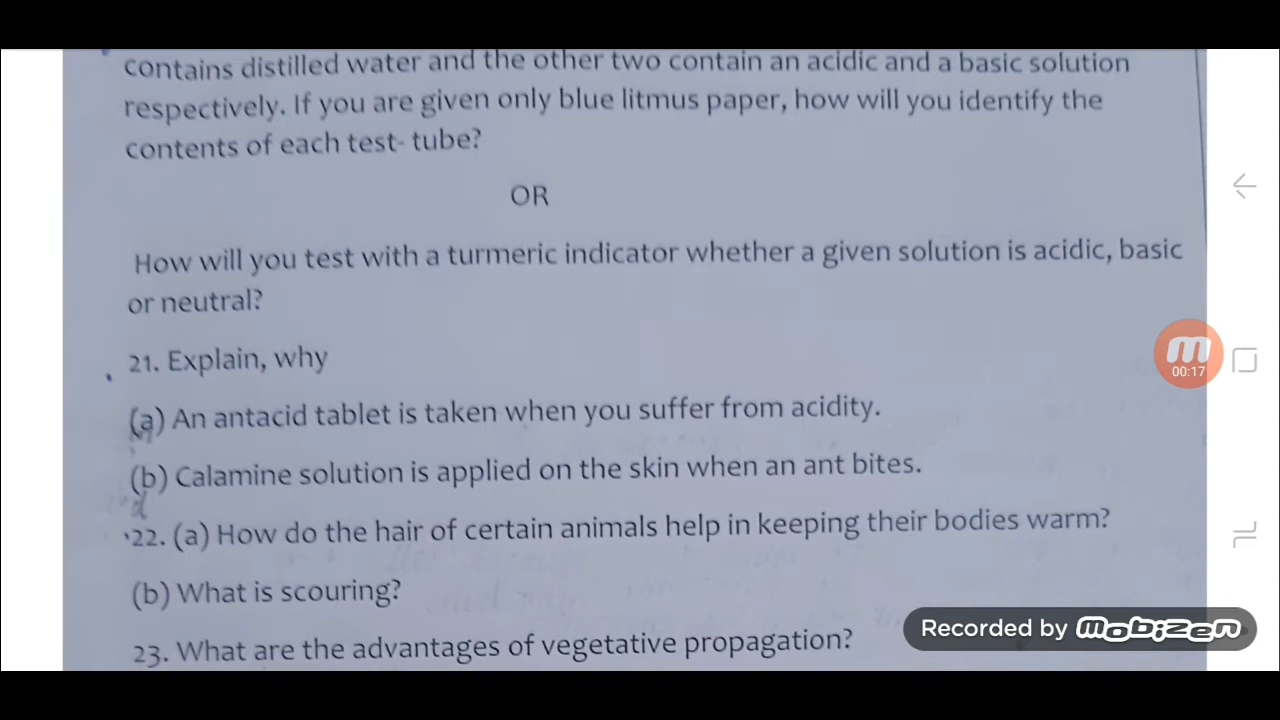 contains distilled water and the other two contain an acidic and a basic solution
respectively. If you are given only blue litmus paper, how will you identify the
contents of each test- tube?
OR
How will you test with a turmeric indicator whether a given solution is acidic, basic
or neutral?
21. Explain, why
(a) An antacid tablet is taken when you suffer from acidity.
(b) Calamine solution is applied on the skin when an ant bites.
22. (a) How do the hair of certain animals help in keeping their bodies warm?
(b) What is scouring?
23. What are the advantages of vegetative propagation?
00:17
Recorded by mobizen